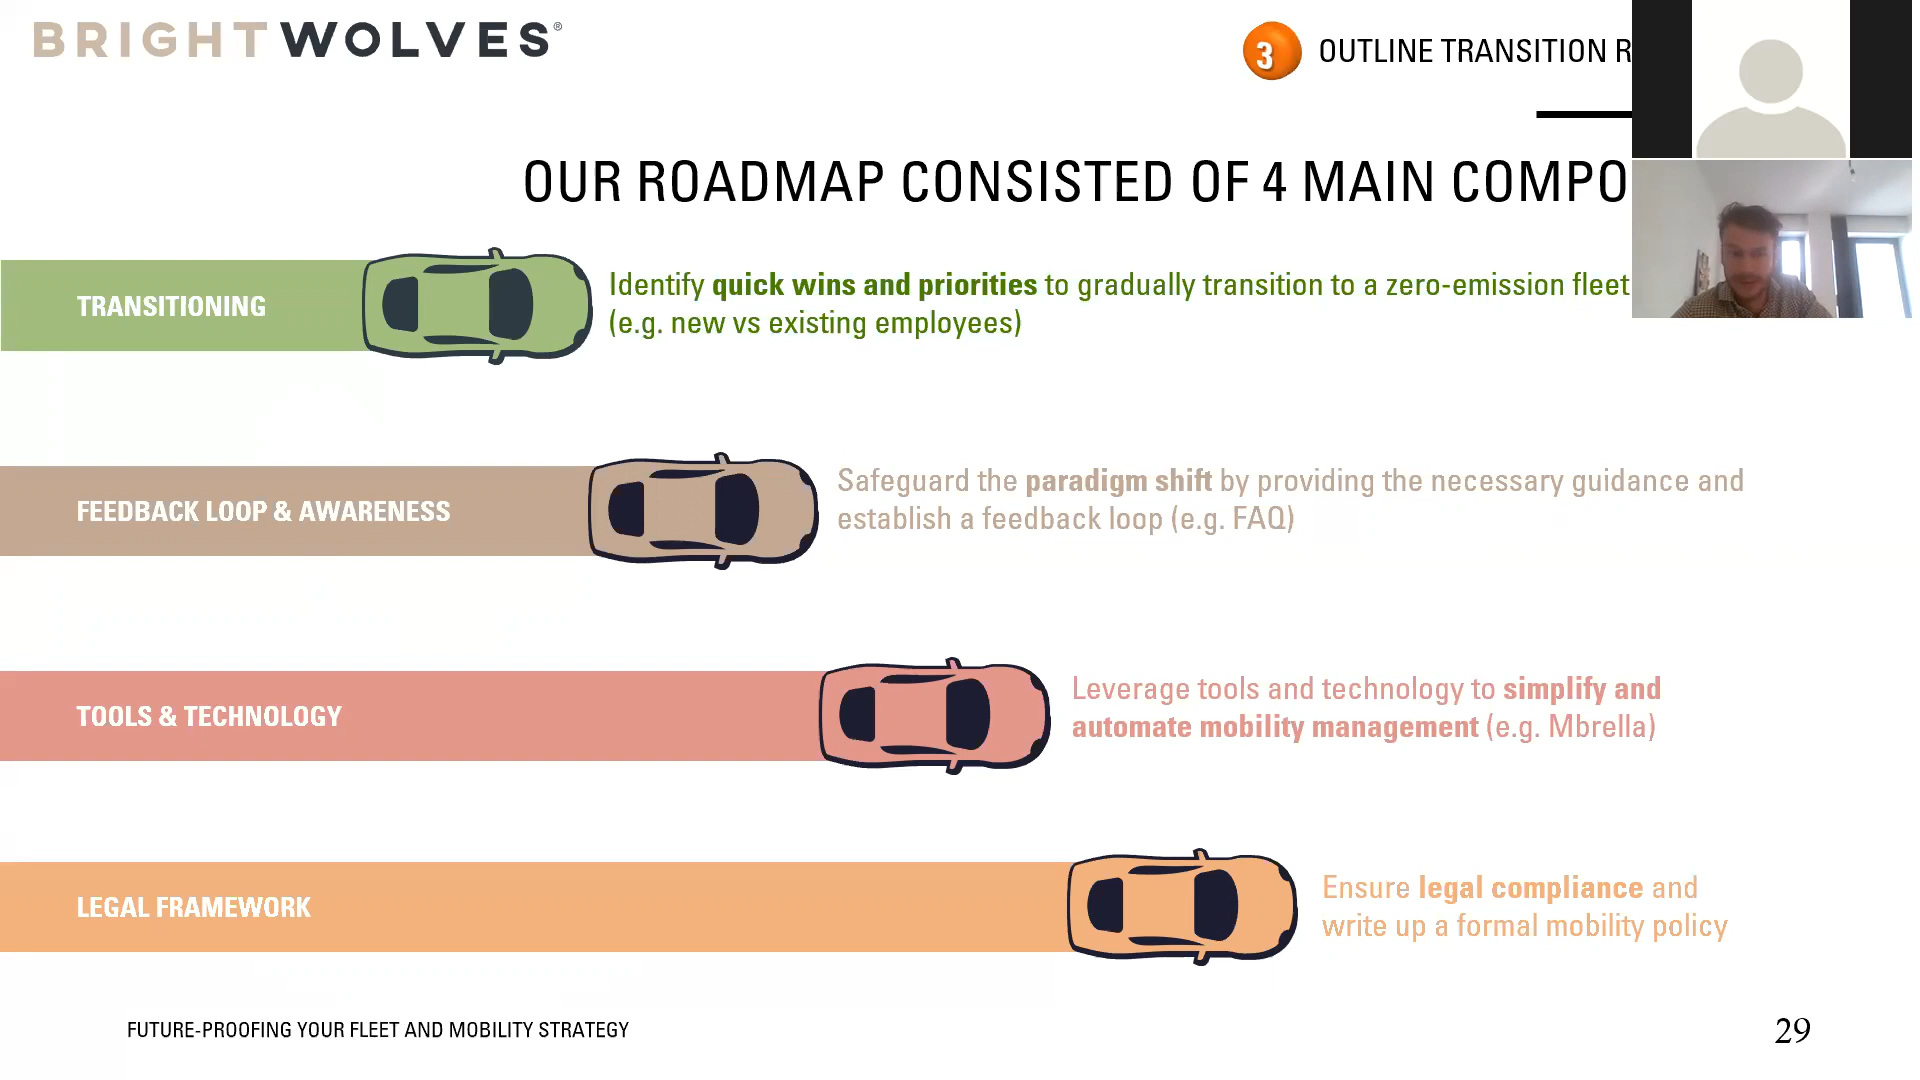 BRIGHTWOLVES®
3 OUTLINE TRANSITION R
OUR ROADMAP CONSISTED OF 4 MAIN COMPO
TRANSITIONING
Identify quick wins and priorities to gradually transition to a zero-emission fleet
(e.g. new vs existing employees)
FEEDBACK LOOP & AWARENESS
Safeguard the paradigm shift by providing the necessary guidance and
establish a feedback loop (e.g. FAQ)
TOOLS & TECHNOLOGY
Leverage tools and technology to simplify and
automate mobility management (e.g. Mbrella)
LEGAL FRAMEWORK
Ensure legal compliance and
write up a formal mobility policy
FUTURE-PROOFING YOUR FLEET AND MOBILITY STRATEGY
29